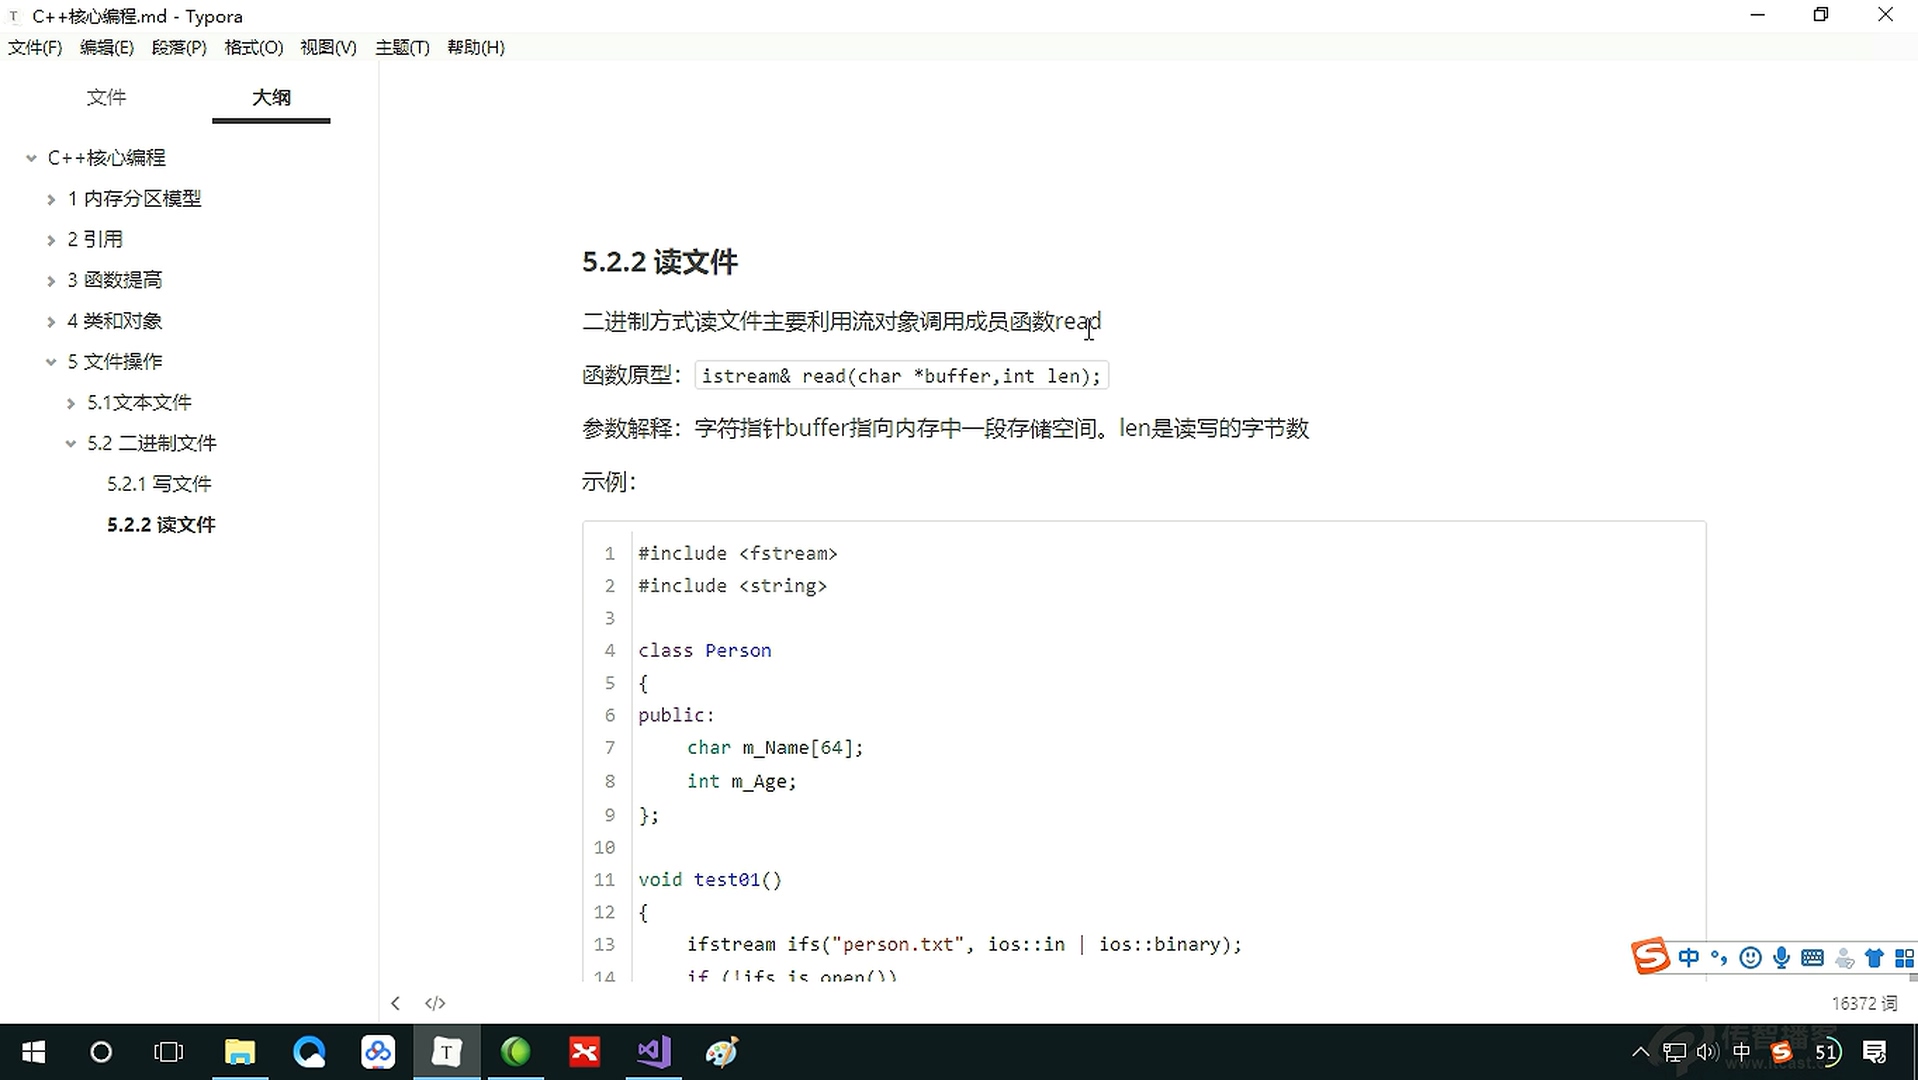 C++核心编程.md - Typora
文件(F) 编辑(E) 段落(P) 格式(O) 视图(V) 主题(T) 帮助(H)
文件 大纲
C++核心编程
1 内存分区模型
2 引用
3 函数提高
4 类和对象
5 文件操作
5.1文本文件
5.2 二进制文件
5.2.1 写文件
5.2.2 读文件
5.2.2 读文件
二进制方式读文件主要利用流对象调用成员函数read
函数原型：istream& read(char *buffer,int len);
参数解释：字符指针buffer指向内存中一段存储空间。len是读写的字节数
示例：
1 #include <fstream>
2 #include <string>
3
4 class Person
5 {
6 public:
7 char m_Name[64];
8 int m_Age;
9 };
10
11 void test01()
12 {
13 ifstream ifs("person.txt", ios::in | ios::binary);
14 if (!ifs.is_open())
中
16372 词
中 51
传智播客
www.itcast.cn